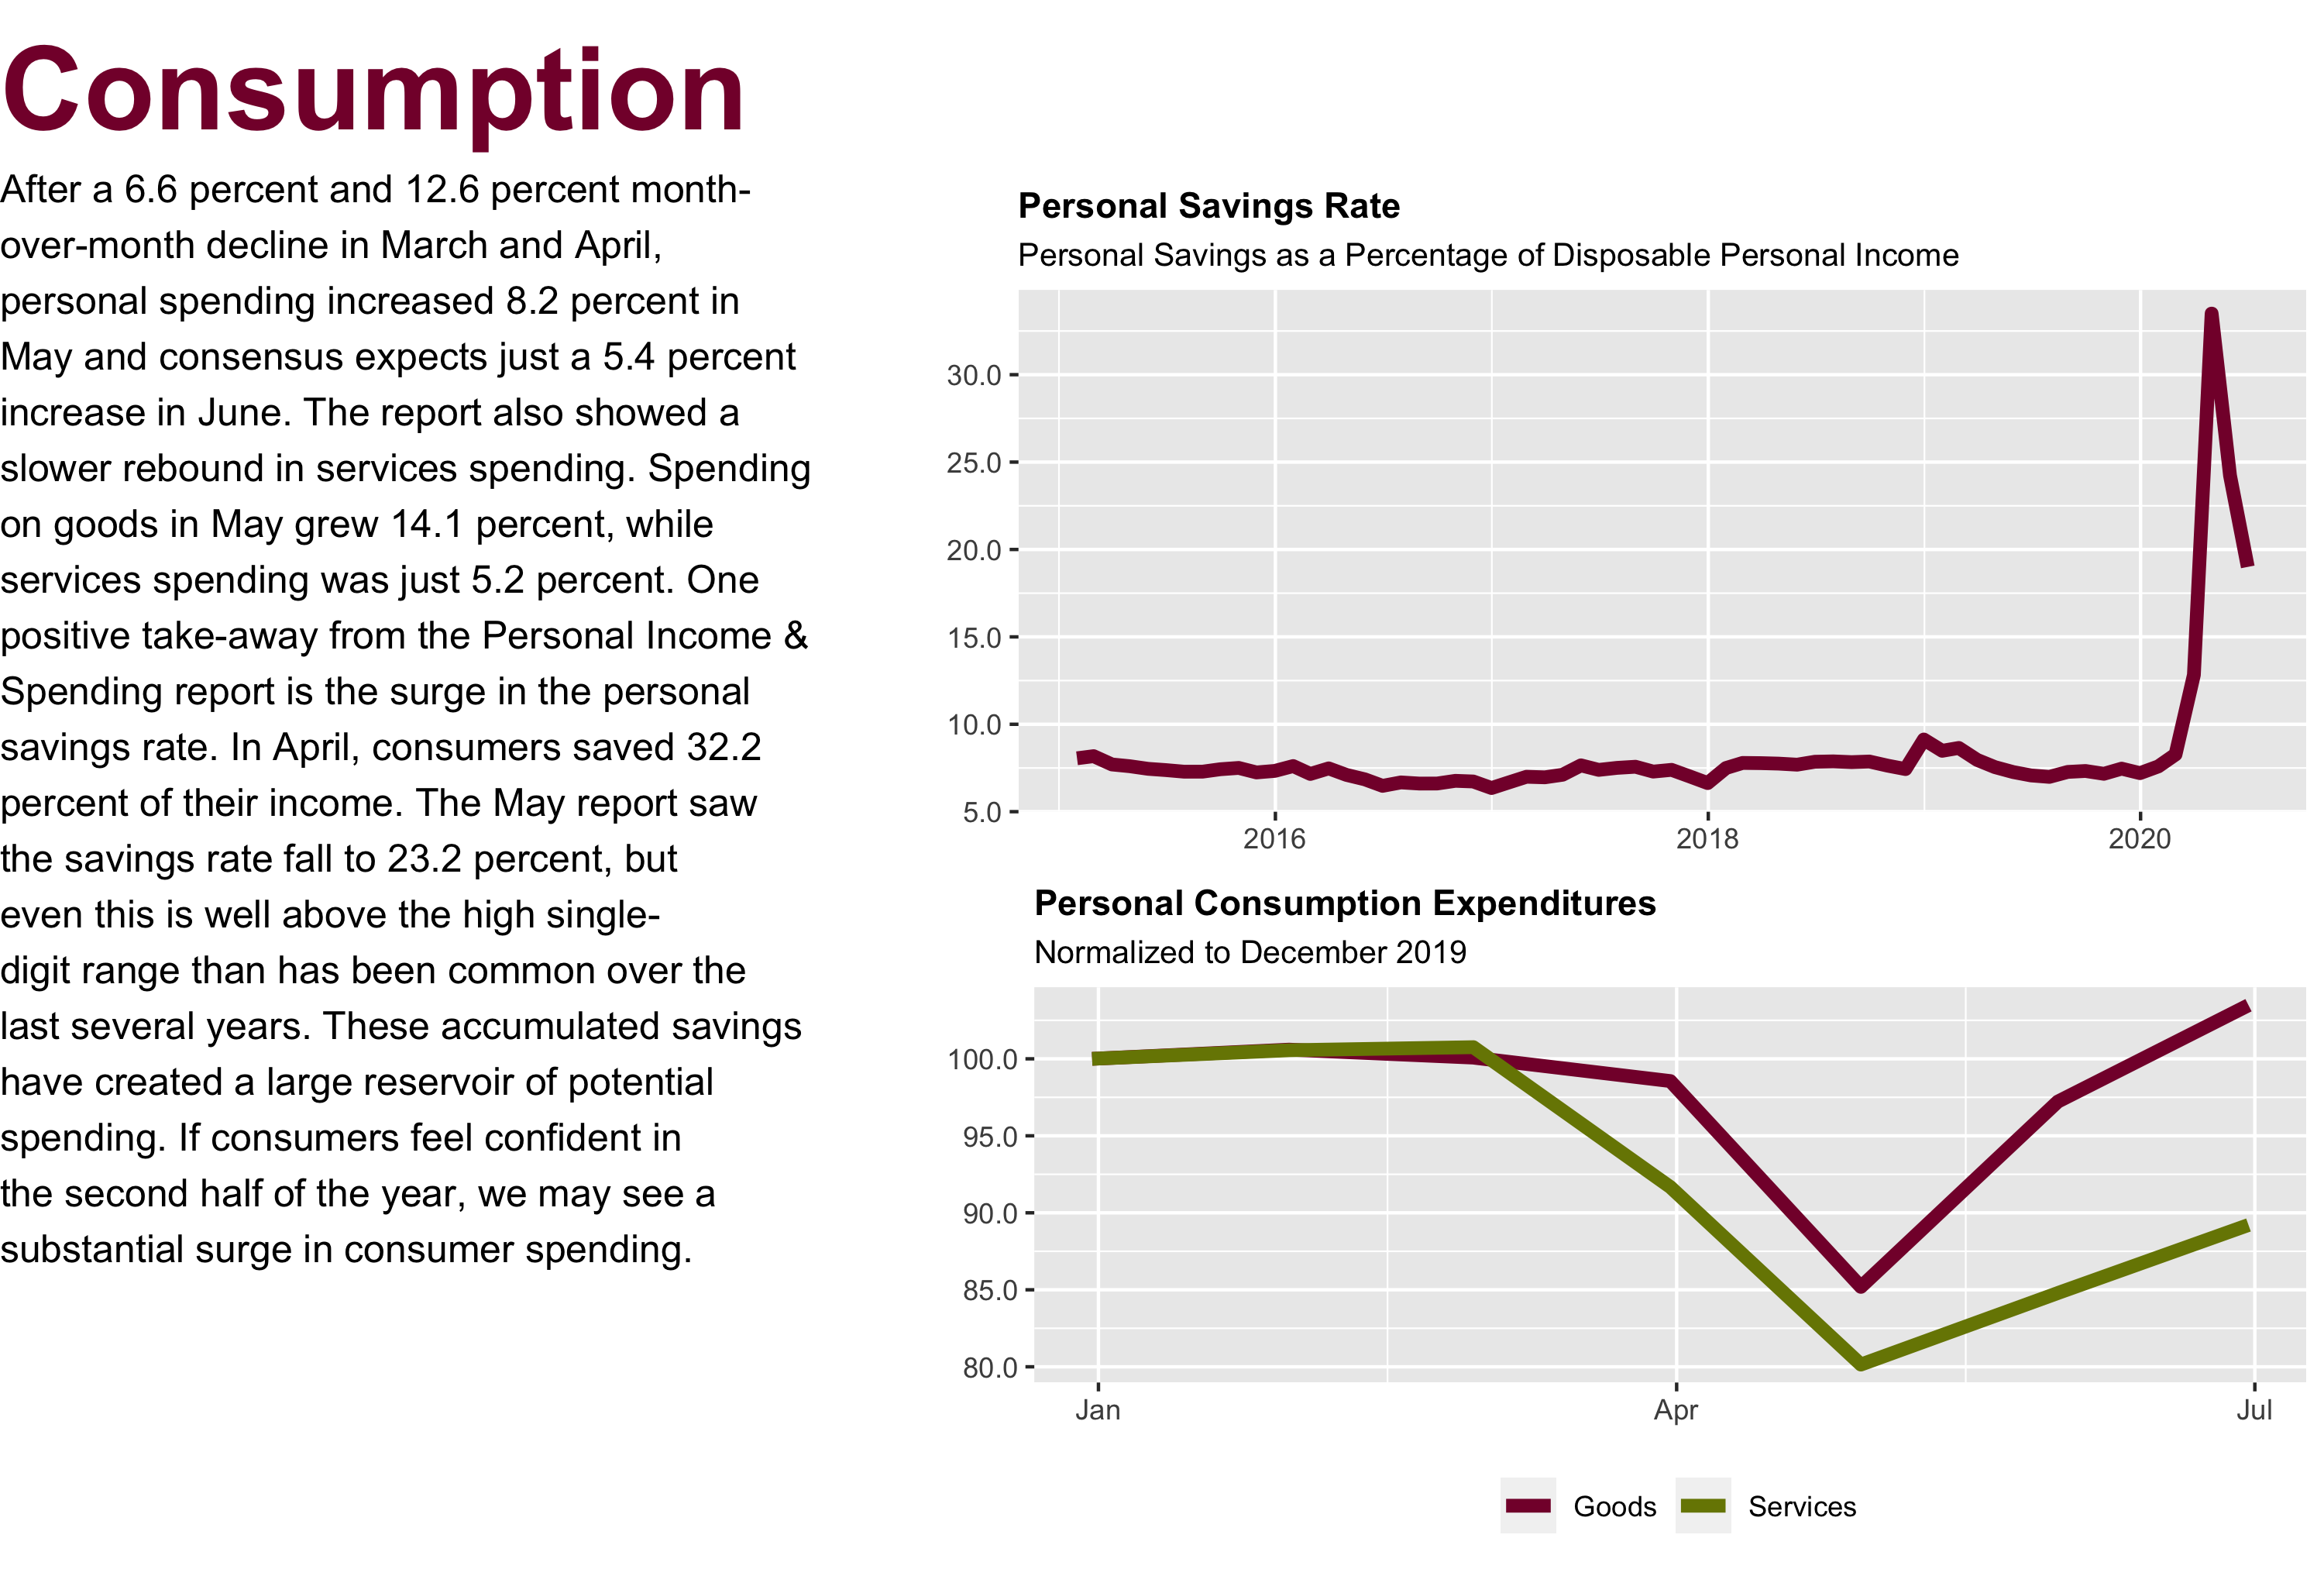 Consumption
After a 6.6 percent and 12.6 percent month-
over-month decline in March and April,
personal spending increased 8.2 percent in
May and consensus expects just a 5.4 percent
increase in June. The report also showed a
slower rebound in services spending. Spending
on goods in May grew 14.1 percent, while
services spending was just 5.2 percent. One
positive take-away from the Personal Income &
Spending report is the surge in the personal
savings rate. In April, consumers saved 32.2
percent of their income. The May report saw
the savings rate fall to 23.2 percent, but
even this is well above the high single-
digit range than has been common over the
last several years. These accumulated savings
have created a large reservoir of potential
spending. If consumers feel confident in
the second half of the year, we may see a
substantial surge in consumer spending.
Personal Savings Rate
Personal Savings as a Percentage of Disposable Personal Income
30.0
25.0
20.0
15.0
10.0
5.0
2016 2018 2020
Personal Consumption Expenditures
Normalized to December 2019
100.0
95.0
90.0
85.0
80.0
Jan Apr Jul
Goods Services